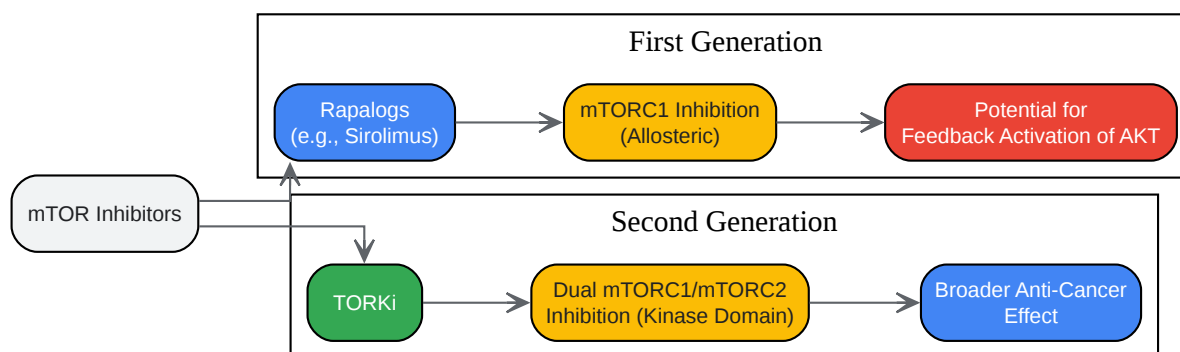 First Generation
Rapalogs
(e.g., Sirolimus)
mTORC1 Inhibition
(Allosteric)
Potential for
Feedback Activation of AKT
mTOR Inhibitors
Second Generation
TORKi
Dual mTORC1/mTORC2
Inhibition (Kinase Domain)
Broader Anti-Cancer
Effect